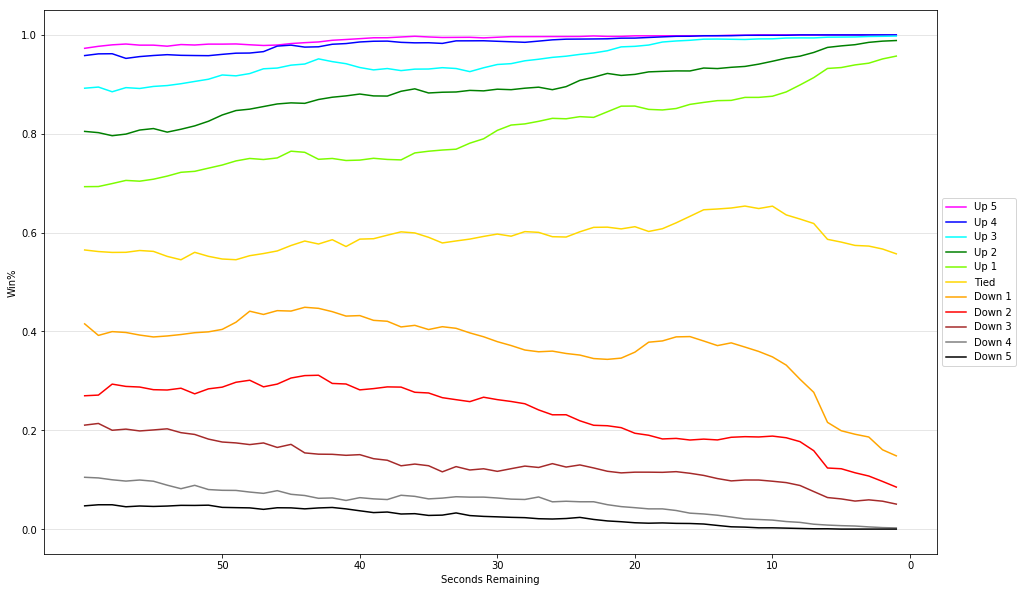 1.0
0.8
0.6
0.4
0.2
0.0
Win%
50
40
30
20
10
0
Seconds Remaining
Up 5
Up 4
Up 3
Up 2
Up 1
Tied
Down 1
Down 2
Down 3
Down 4
Down 5